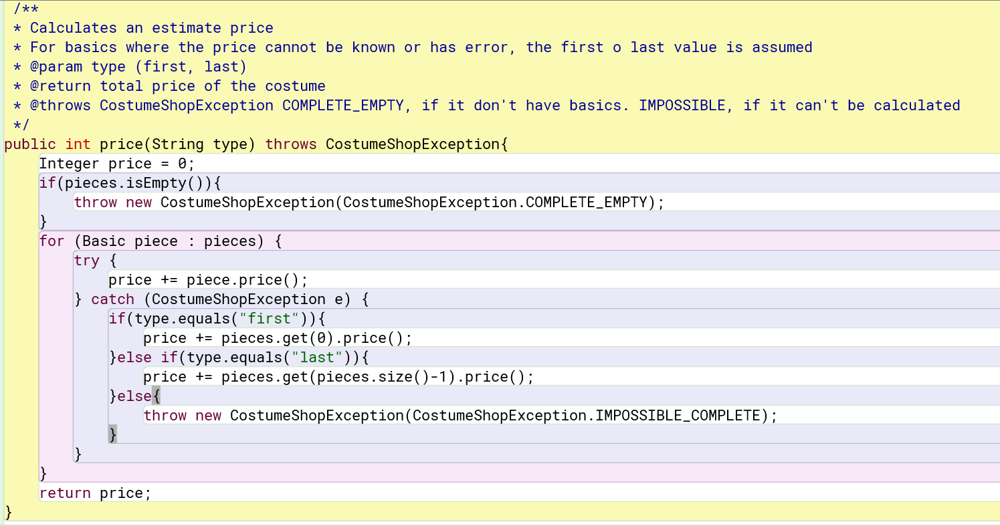 /**
 * Calculates an estimate price
 * For basics where the price cannot be known or has error, the first o last value is assumed
 * @param type (first, last)
 * @return total price of the costume
 * @throws CostumeShopException COMPLETE_EMPTY, if it don't have basics. IMPOSSIBLE, if it can't be calculated
 */
public int price(String type) throws CostumeShopException{
    Integer price = 0;
    if(pieces.isEmpty()){
        throw new CostumeShopException(CostumeShopException.COMPLETE_EMPTY);
    }
    for (Basic piece : pieces) {
        try {
            price += piece.price();
        } catch (CostumeShopException e) {
            if(type.equals("first")){
                price += pieces.get(0).price();
            }else if(type.equals("last")){
                price += pieces.get(pieces.size()-1).price();
            }else{
                throw new CostumeShopException(CostumeShopException.IMPOSSIBLE_COMPLETE);
            }
        }
    }
    return price;
}